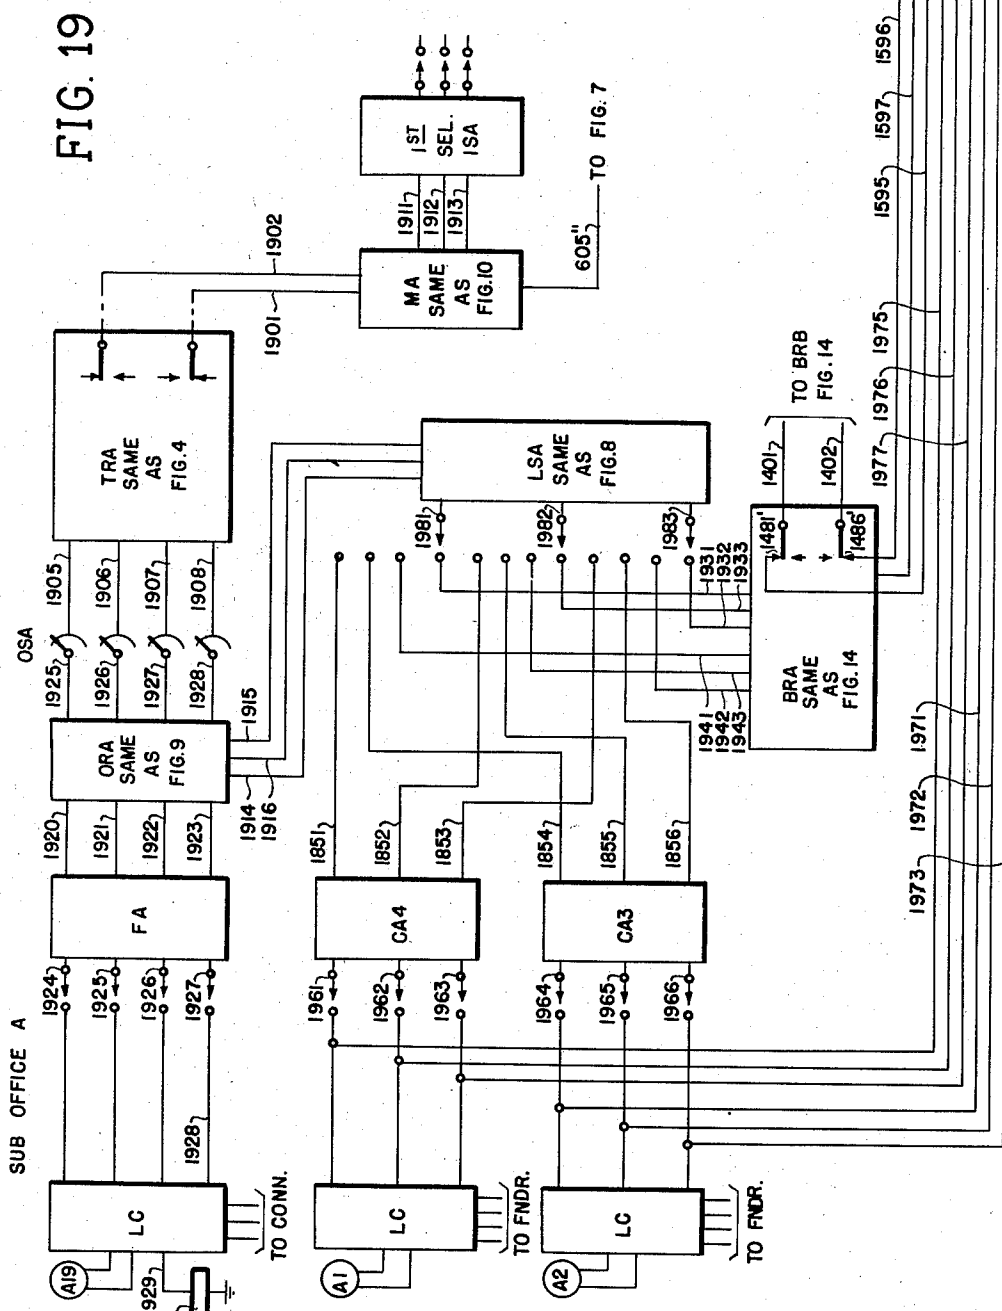 FIG. 19
SUB OFFICE A
A19
929
LC
TO CONN.
1928
1924
1925
1926
1927
FA
1920
1921
1922
1923
ORA
SAME
AS
FIG.9
1914
1916
1915
OSA
1925
1926
1927
1928
1905
1906
1907
1908
TRA
SAME
AS
FIG.4
1901
1902
MA
SAME
AS
FIG.10
605"
TO FIG. 7
1911
1912
1913
1ST
SEL.
ISA
A1
LC
TO FNDR.
1961
1962
1963
CA4
1851
1852
1853
A2
LC
TO FNDR.
1964
1965
1966
CA3
1854
1855
1856
1981
1982
1983
LSA
SAME
AS
FIG.8
1931
1932
1933
1941
1942
1943
BRA
SAME
AS
FIG.14
1481'
1486'
1401
1402
TO BRB
FIG.14
1973
1972
1971
1977
1976
1975
1595
1597
1596